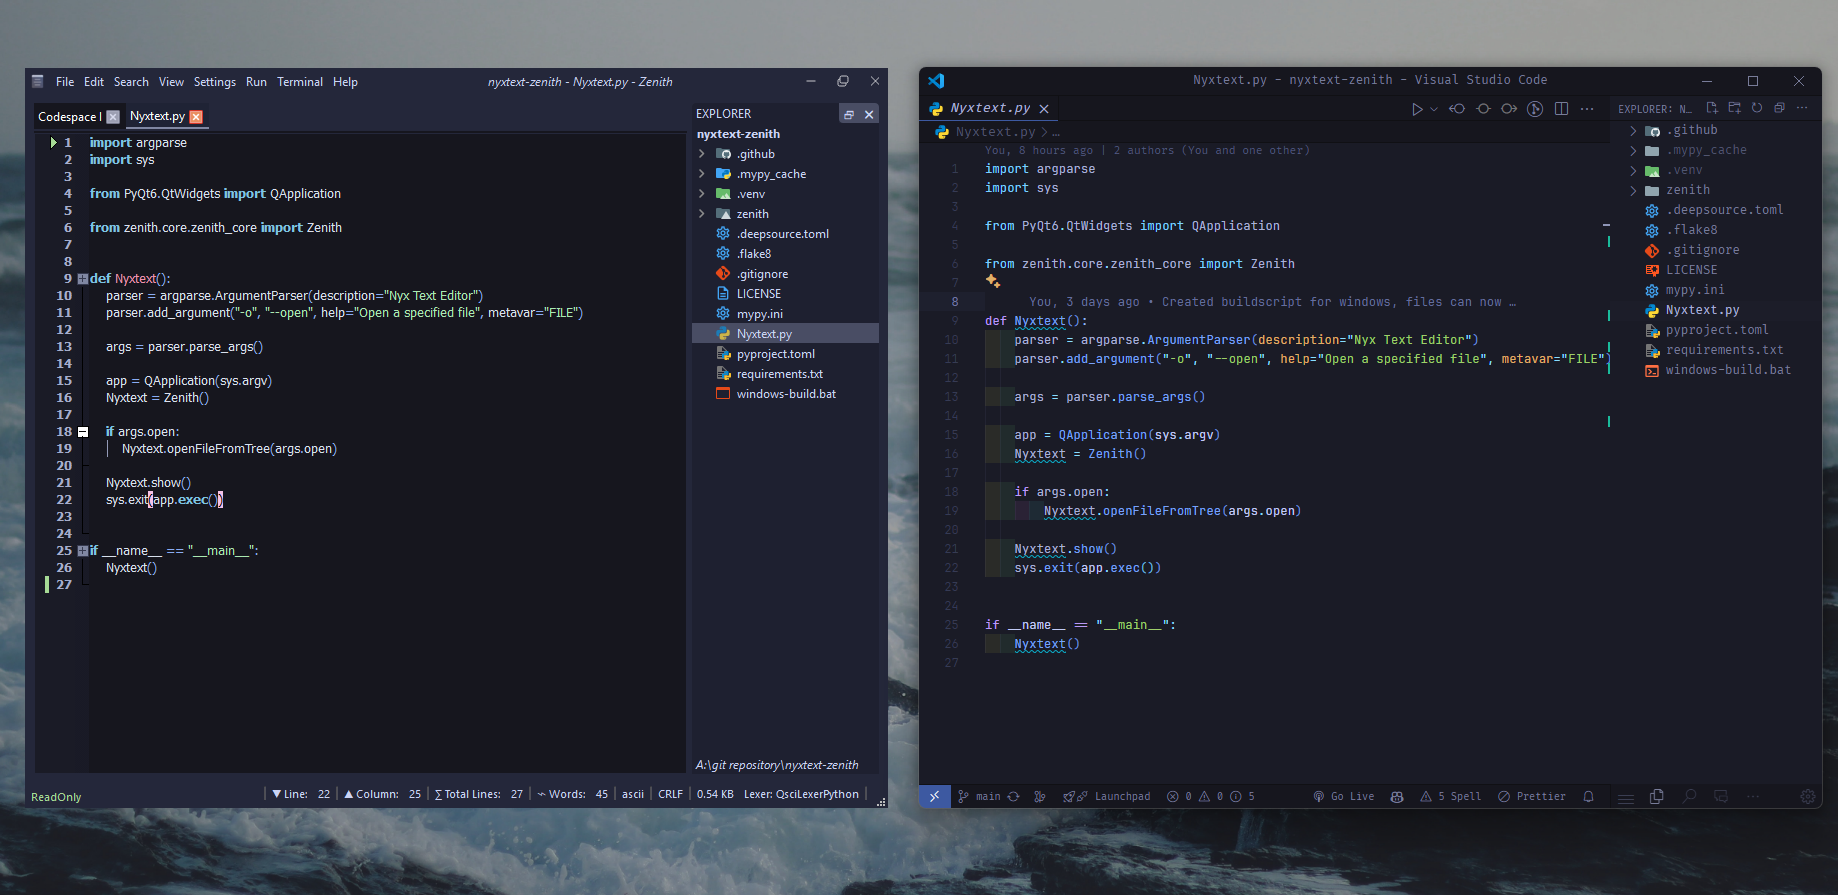 File Edit Search View Settings Run Terminal Help
nyxtext-zenith - Nyxtext.py - Zenith
Codespace I
Nyxtext.py
1 import argparse
2 import sys
3
4 from PyQt6.QtWidgets import QApplication
5
6 from zenith.core.zenith_core import Zenith
7
8
9 def Nyxtext():
10 parser = argparse.ArgumentParser(description="Nyx Text Editor")
11 parser.add_argument("-o", "--open", help="Open a specified file", metavar="FILE")
12
13 args = parser.parse_args()
14
15 app = QApplication(sys.argv)
16 Nyxtext = Zenith()
17
18 if args.open:
19 Nyxtext.openFileFromTree(args.open)
20
21 Nyxtext.show()
22 sys.exit(app.exec())
23
24
25 if __name__ == "__main__":
26 Nyxtext()
27
EXPLORER
nyxtext-zenith
.github
.mypy_cache
.venv
zenith
.deepsource.toml
.flake8
.gitignore
LICENSE
mypy.ini
Nyxtext.py
pyproject.toml
requirements.txt
windows-build.bat
A:\git repository\nyxtext-zenith
ReadOnly
▼ Line: 22 | ▲ Column: 25 | ∑ Total Lines: 27 | ~ Words: 45 | ascii | CRLF | 0.54 KB Lexer: QsciLexerPython |
Nyxtext.py - nyxtext-zenith - Visual Studio Code
Nyxtext.py
Nyxtext.py > …
You, 8 hours ago | 2 authors (You and one other)
1 import argparse
2 import sys
3
4 from PyQt6.QtWidgets import QApplication
5
6 from zenith.core.zenith_core import Zenith
7
8 You, 3 days ago • Created buildscript for windows, files can now …
9 def Nyxtext():
10 parser = argparse.ArgumentParser(description="Nyx Text Editor")
11 parser.add_argument("-o", "--open", help="Open a specified file", metavar="FILE")
12
13 args = parser.parse_args()
14
15 app = QApplication(sys.argv)
16 Nyxtext = Zenith()
17
18 if args.open:
19 Nyxtext.openFileFromTree(args.open)
20
21 Nyxtext.show()
22 sys.exit(app.exec())
23
24
25 if __name__ == "__main__":
26 Nyxtext()
27
EXPLORER: N…
.github
.mypy_cache
.venv
zenith
.deepsource.toml
.flake8
.gitignore
LICENSE
mypy.ini
Nyxtext.py
pyproject.toml
requirements.txt
windows-build.bat
main Launchpad 0 0 5 Go Live 5 Spell Prettier